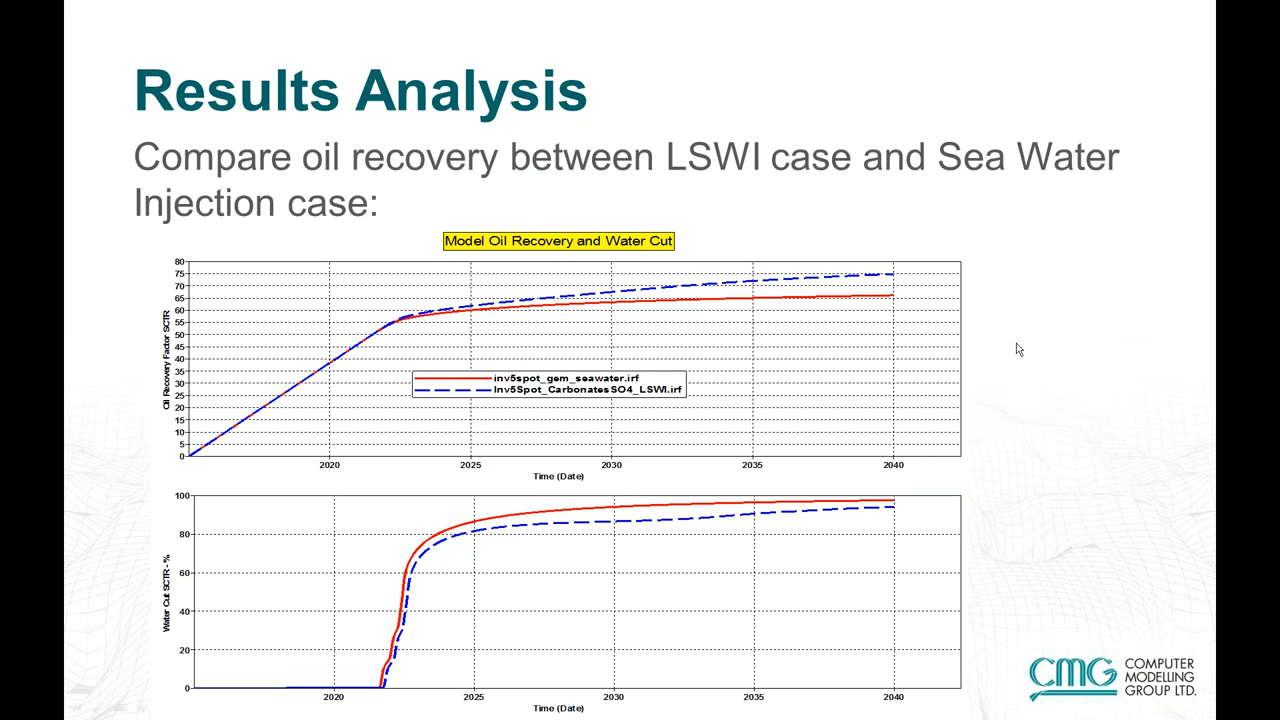 Results Analysis
Compare oil recovery between LSWI case and Sea Water
Injection case:
Model Oil Recovery and Water Cut
80
75
70
65
60
55
50
45
40
35
30
25
20
15
10
5
0
Oil Recovery Factor SCTR
inv5spot_gem_seawater.irf
Inv5Spot_CarbonatesSO4_LSWI.irf
2020 2025 2030 2035 2040
Time (Date)
100
80
60
40
20
0
Water Cut SCTR - %
2020 2025 2030 2035 2040
Time (Date)
CMG
COMPUTER
MODELLING
GROUP LTD.